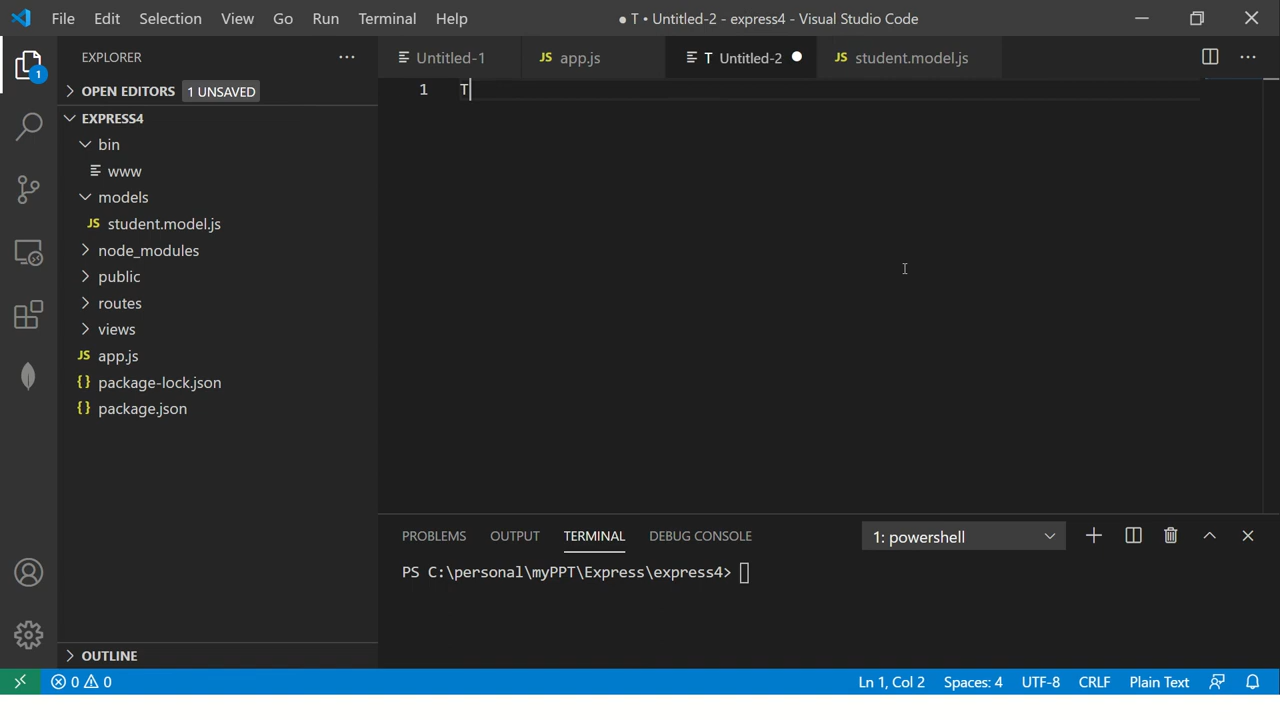 File Edit Selection View Go Run Terminal Help
● T • Untitled-2 - express4 - Visual Studio Code
EXPLORER
Untitled-1
JS app.js
T Untitled-2
JS student.model.js
1
OPEN EDITORS 1 UNSAVED
1 T
EXPRESS4
bin
www
models
JS student.model.js
node_modules
public
routes
views
JS app.js
{} package-lock.json
{} package.json
OUTLINE
PROBLEMS OUTPUT TERMINAL DEBUG CONSOLE
1: powershell
PS C:\personal\myPPT\Express\express4>
0 0
Ln 1, Col 2 Spaces: 4 UTF-8 CRLF Plain Text